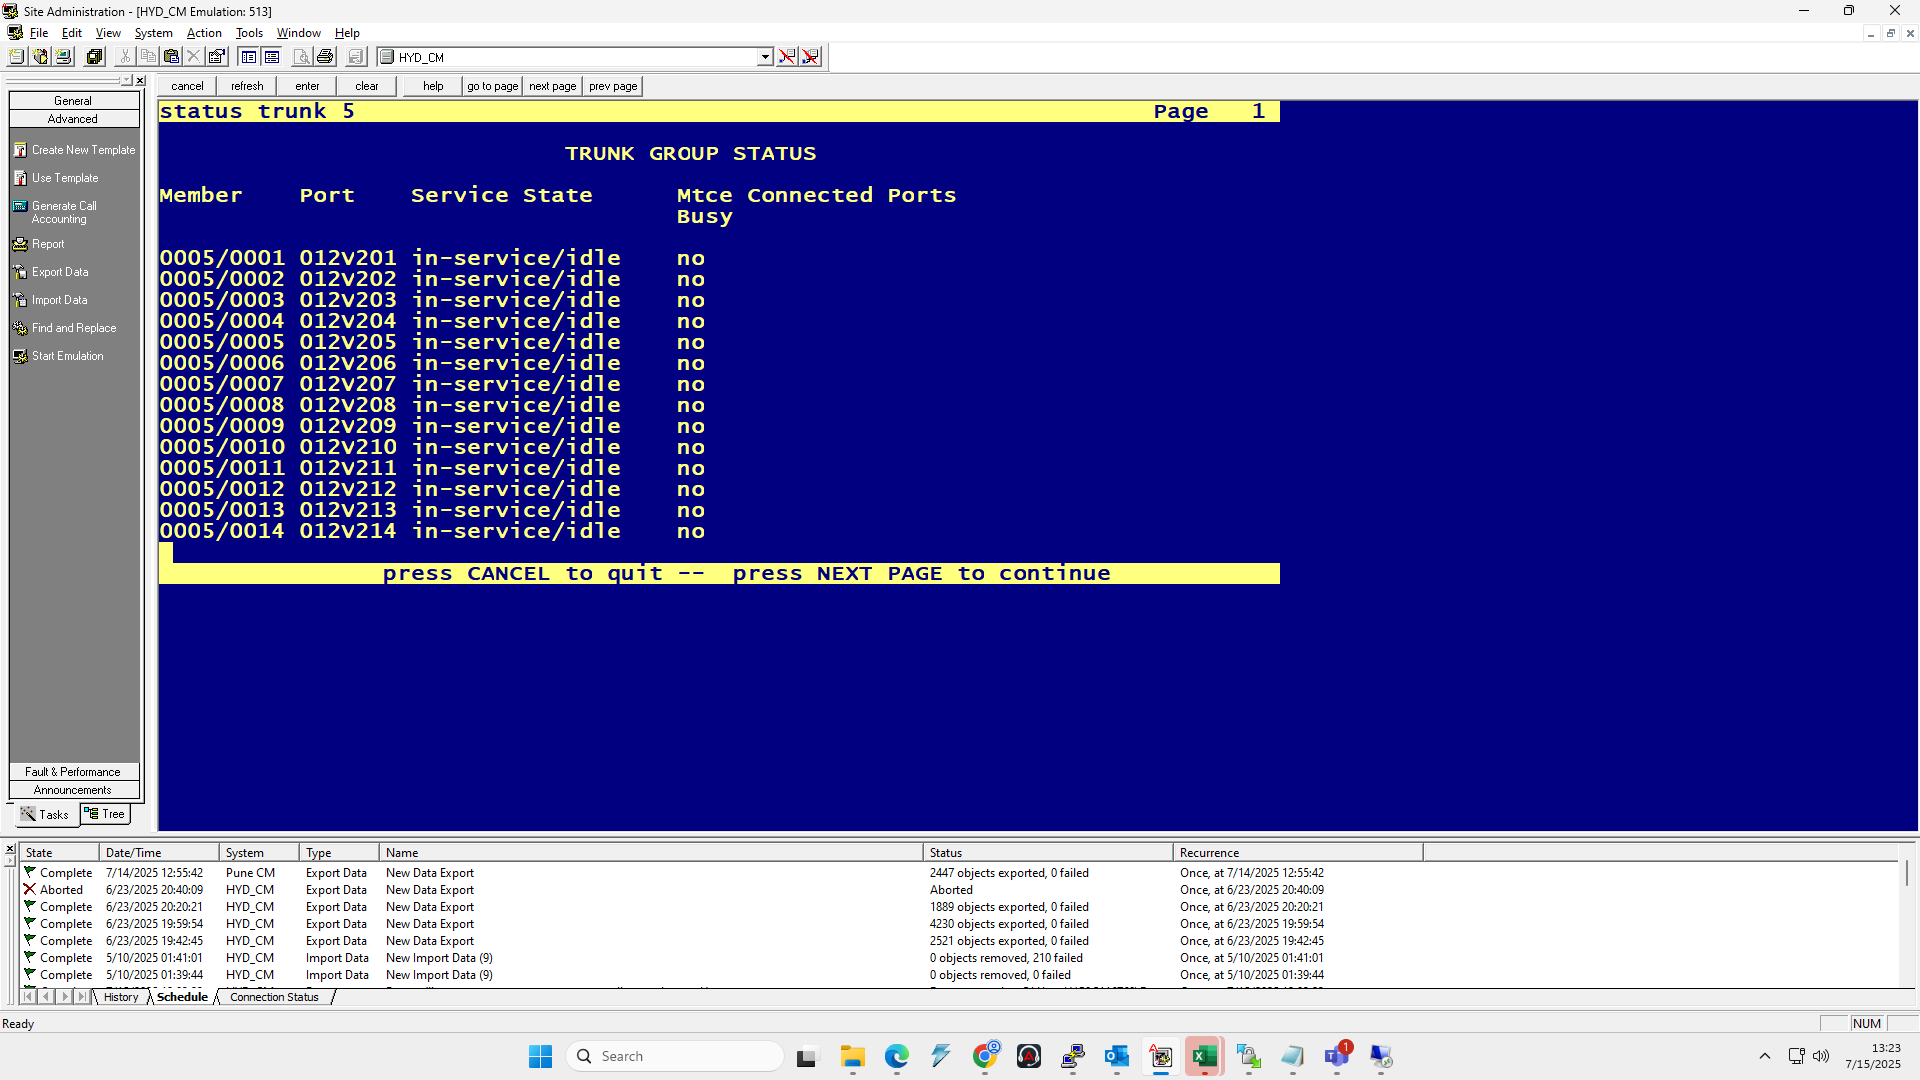 Site Administration - [HYD_CM Emulation: 513]
File Edit View System Action Tools Window Help
HYD_CM
cancel refresh enter clear help go to page next page prev page
General
Advanced
Create New Template
Use Template
Generate Call
Accounting
Report
Export Data
Import Data
Find and Replace
Start Emulation
Fault & Performance
Announcements
Tasks Tree
status trunk 5 Page 1
TRUNK GROUP STATUS
Member Port Service State Mtce Connected Ports
Busy
0005/0001 012V201 in-service/idle no
0005/0002 012V202 in-service/idle no
0005/0003 012V203 in-service/idle no
0005/0004 012V204 in-service/idle no
0005/0005 012V205 in-service/idle no
0005/0006 012V206 in-service/idle no
0005/0007 012V207 in-service/idle no
0005/0008 012V208 in-service/idle no
0005/0009 012V209 in-service/idle no
0005/0010 012V210 in-service/idle no
0005/0011 012V211 in-service/idle no
0005/0012 012V212 in-service/idle no
0005/0013 012V213 in-service/idle no
0005/0014 012V214 in-service/idle no
press CANCEL to quit -- press NEXT PAGE to continue
State Date/Time System Type Name Status Recurrence
Complete 7/14/2025 12:55:42 Pune CM Export Data New Data Export 2447 objects exported, 0 failed Once, at 7/14/2025 12:55:42
Aborted 6/23/2025 20:40:09 HYD_CM Export Data New Data Export Aborted Once, at 6/23/2025 20:40:09
Complete 6/23/2025 20:20:21 HYD_CM Export Data New Data Export 1889 objects exported, 0 failed Once, at 6/23/2025 20:20:21
Complete 6/23/2025 19:59:54 HYD_CM Export Data New Data Export 4230 objects exported, 0 failed Once, at 6/23/2025 19:59:54
Complete 6/23/2025 19:42:45 HYD_CM Export Data New Data Export 2521 objects exported, 0 failed Once, at 6/23/2025 19:42:45
Complete 5/10/2025 01:41:01 HYD_CM Import Data New Import Data (9) 0 objects removed, 210 failed Once, at 5/10/2025 01:41:01
Complete 5/10/2025 01:39:44 HYD_CM Import Data New Import Data (9) 0 objects removed, 0 failed Once, at 5/10/2025 01:39:44
History Schedule Connection Status
Ready NUM
Search
1
13:23
7/15/2025